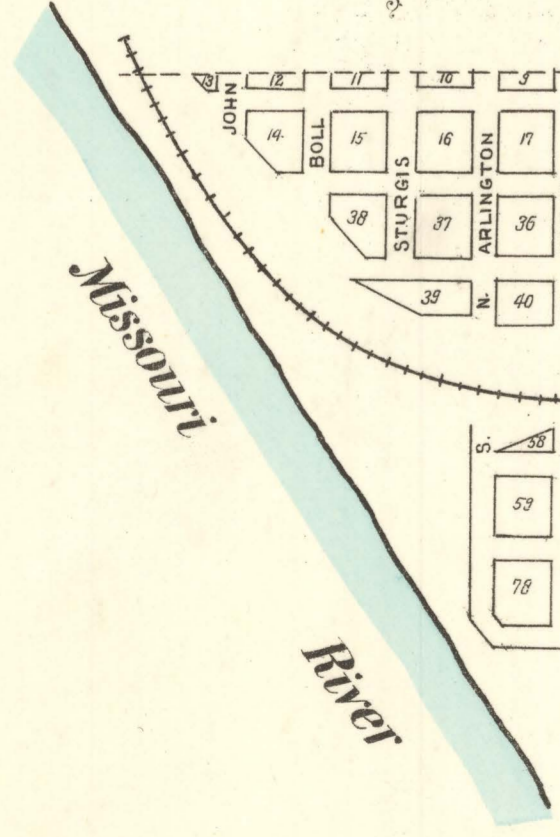 13 12 11 10 9
JOHN
14 15 16 17
BOLL
STURGIS
ARLINGTON
38 37 36
39 N. 40
Missouri
S. 58
59
78
River